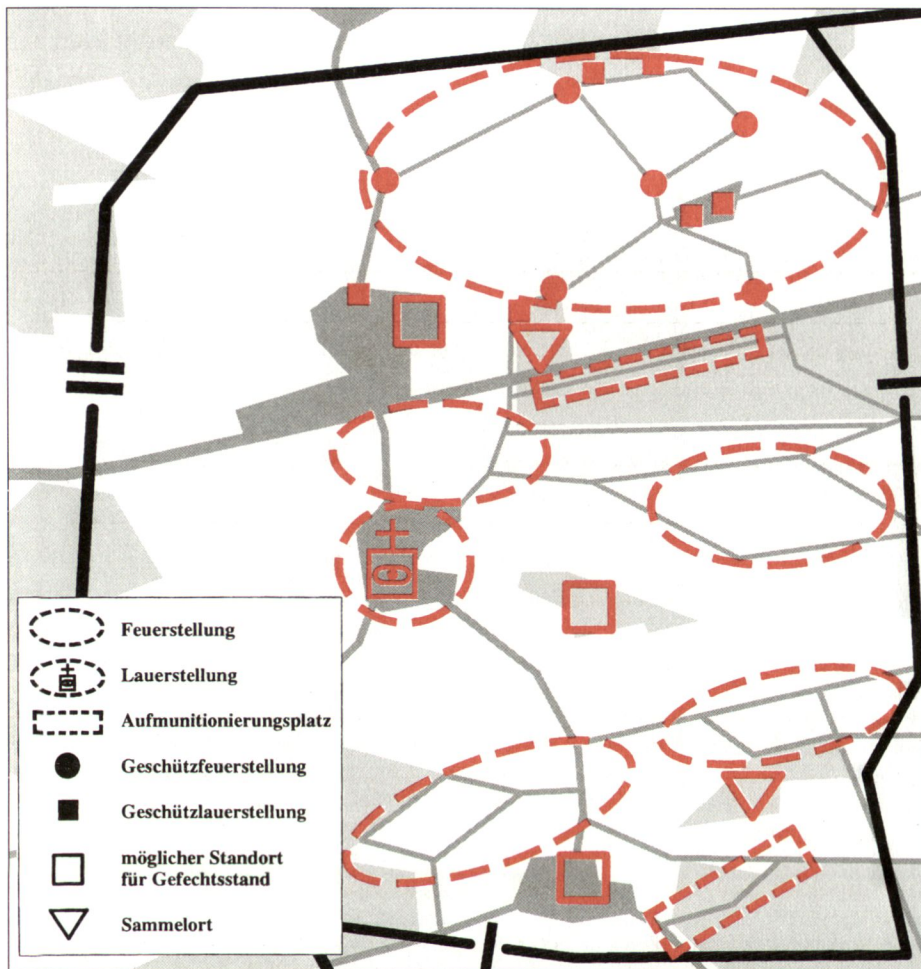 Feuerstellung
Lauerstellung
Aufmunitionierungsplatz
Geschützfeuerstellung
Geschützlauerstellung
möglicher Standort
für Gefechtsstand
Sammelort